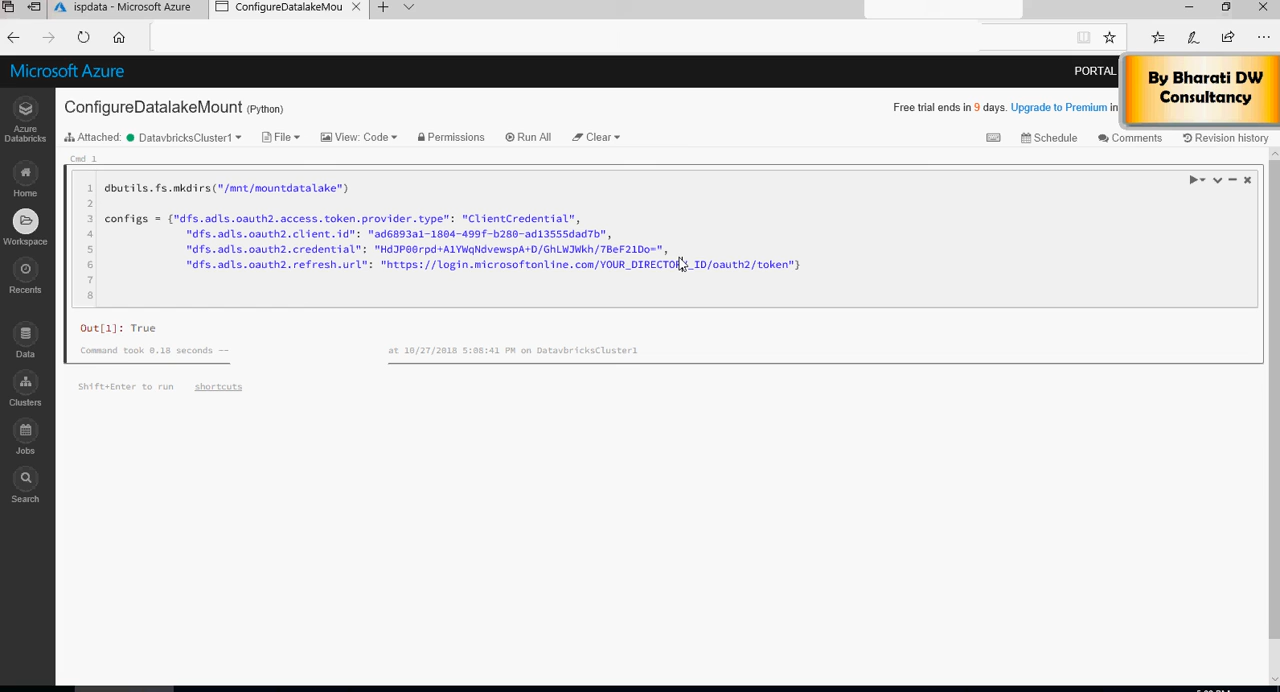 ispdata - Microsoft Azure
ConfigureDatalakeMou
Microsoft Azure
PORTAL
By Bharati DW
Consultancy
Azure
Databricks
Home
Workspace
Recents
Data
Clusters
Jobs
Search
ConfigureDatalakeMount (Python)
Free trial ends in 9 days. Upgrade to Premium in
Attached: DatavbricksCluster1 File View: Code Permissions Run All Clear
Schedule Comments Revision history
Cmd 1
1 dbutils.fs.mkdirs("/mnt/mountdatalake")
2
3 configs = {"dfs.adls.oauth2.access.token.provider.type": "ClientCredential",
4 "dfs.adls.oauth2.client.id": "ad6893a1-1804-499f-b280-ad13555dad7b",
5 "dfs.adls.oauth2.credential": "HdJP00rpd+A1YWqNdvewspA+D/GhLWJWkh/7BeF21Do=",
6 "dfs.adls.oauth2.refresh.url": "https://login.microsoftonline.com/YOUR_DIRECTORY_ID/oauth2/token"}
7
8
Out[1]: True
Command took 0.18 seconds --
at 10/27/2018 5:08:41 PM on DatavbricksCluster1
Shift+Enter to run shortcuts